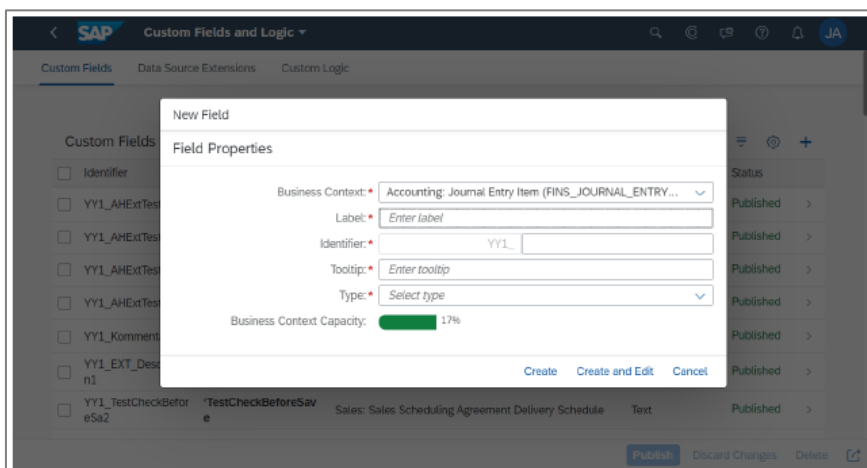 SAP Custom Fields and Logic JA
Custom Fields Data Source Extensions Custom Logic
New Field
Custom Fields
Field Properties
Identifier Status
Business Context:* Accounting: Journal Entry Item (FINS_JOURNAL_ENTRY...
YY1_AHExtTest Published
Label:* Enter label
YY1_AHExtTest Published
Identifier:* YY1_
YY1_AHExtTest Published
Tooltip:* Enter tooltip
YY1_AHExtTest Published
Type:* Select type
Business Context Capacity: 17%
YY1_Komment Published
YY1_EXT_Desc
n1 Published
Create Create and Edit Cancel
YY1_TestCheckBefor
eSa2 *TestCheckBeforeSav
e Sales: Sales Scheduling Agreement Delivery Schedule Text Published
Publish Discard Changes Delete